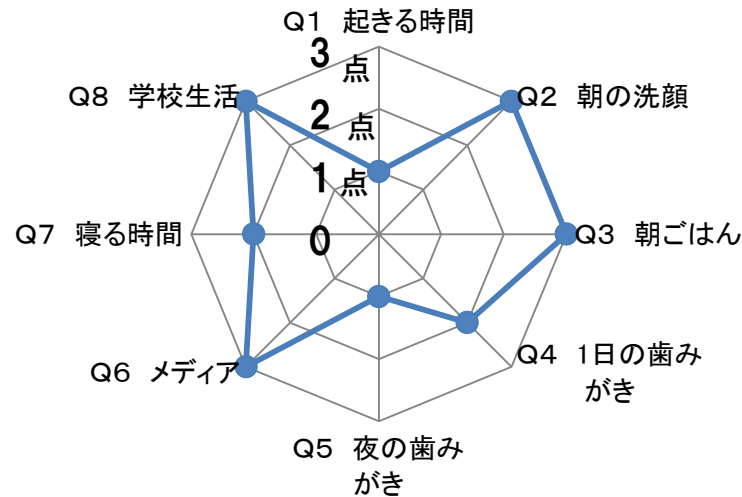 Q1 起きる時間
3点
2点
1点
0
Q2 朝の洗顔
Q3 朝ごはん
Q4 1日の歯み
がき
Q5 夜の歯み
がき
Q6 メディア
Q7 寝る時間
Q8 学校生活